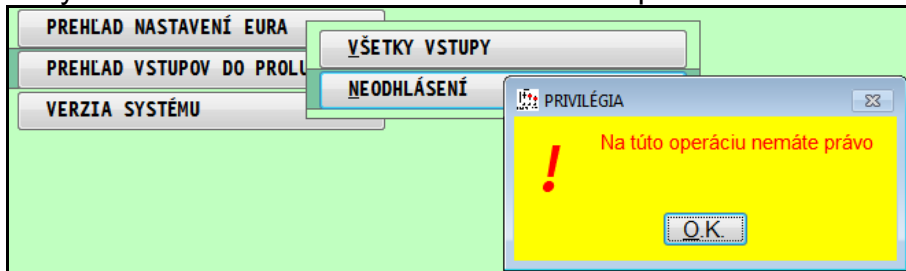 PREHĽAD NASTAVENÍ EURA
PREHĽAD VSTUPOV DO PROLU
VERZIA SYSTÉMU
VŠETKY VSTUPY
NEODHLÁSENÍ
PRIVILÉGIA
Na túto operáciu nemáte právo
!
O.K.